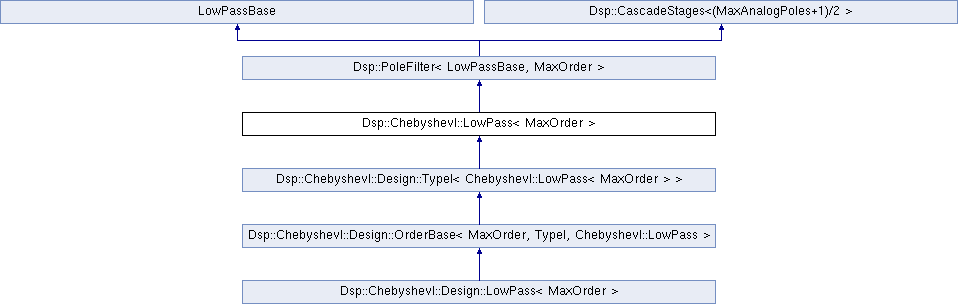 LowPassBase
Dsp::CascadeStages<(MaxAnalogPoles+1)/2 >
Dsp::PoleFilter< LowPassBase, MaxOrder >
Dsp::ChebyshevI::LowPass< MaxOrder >
Dsp::ChebyshevI::Design::TypeI< ChebyshevI::LowPass< MaxOrder > >
Dsp::ChebyshevI::Design::OrderBase< MaxOrder, TypeI, ChebyshevI::LowPass >
Dsp::ChebyshevI::Design::LowPass< MaxOrder >